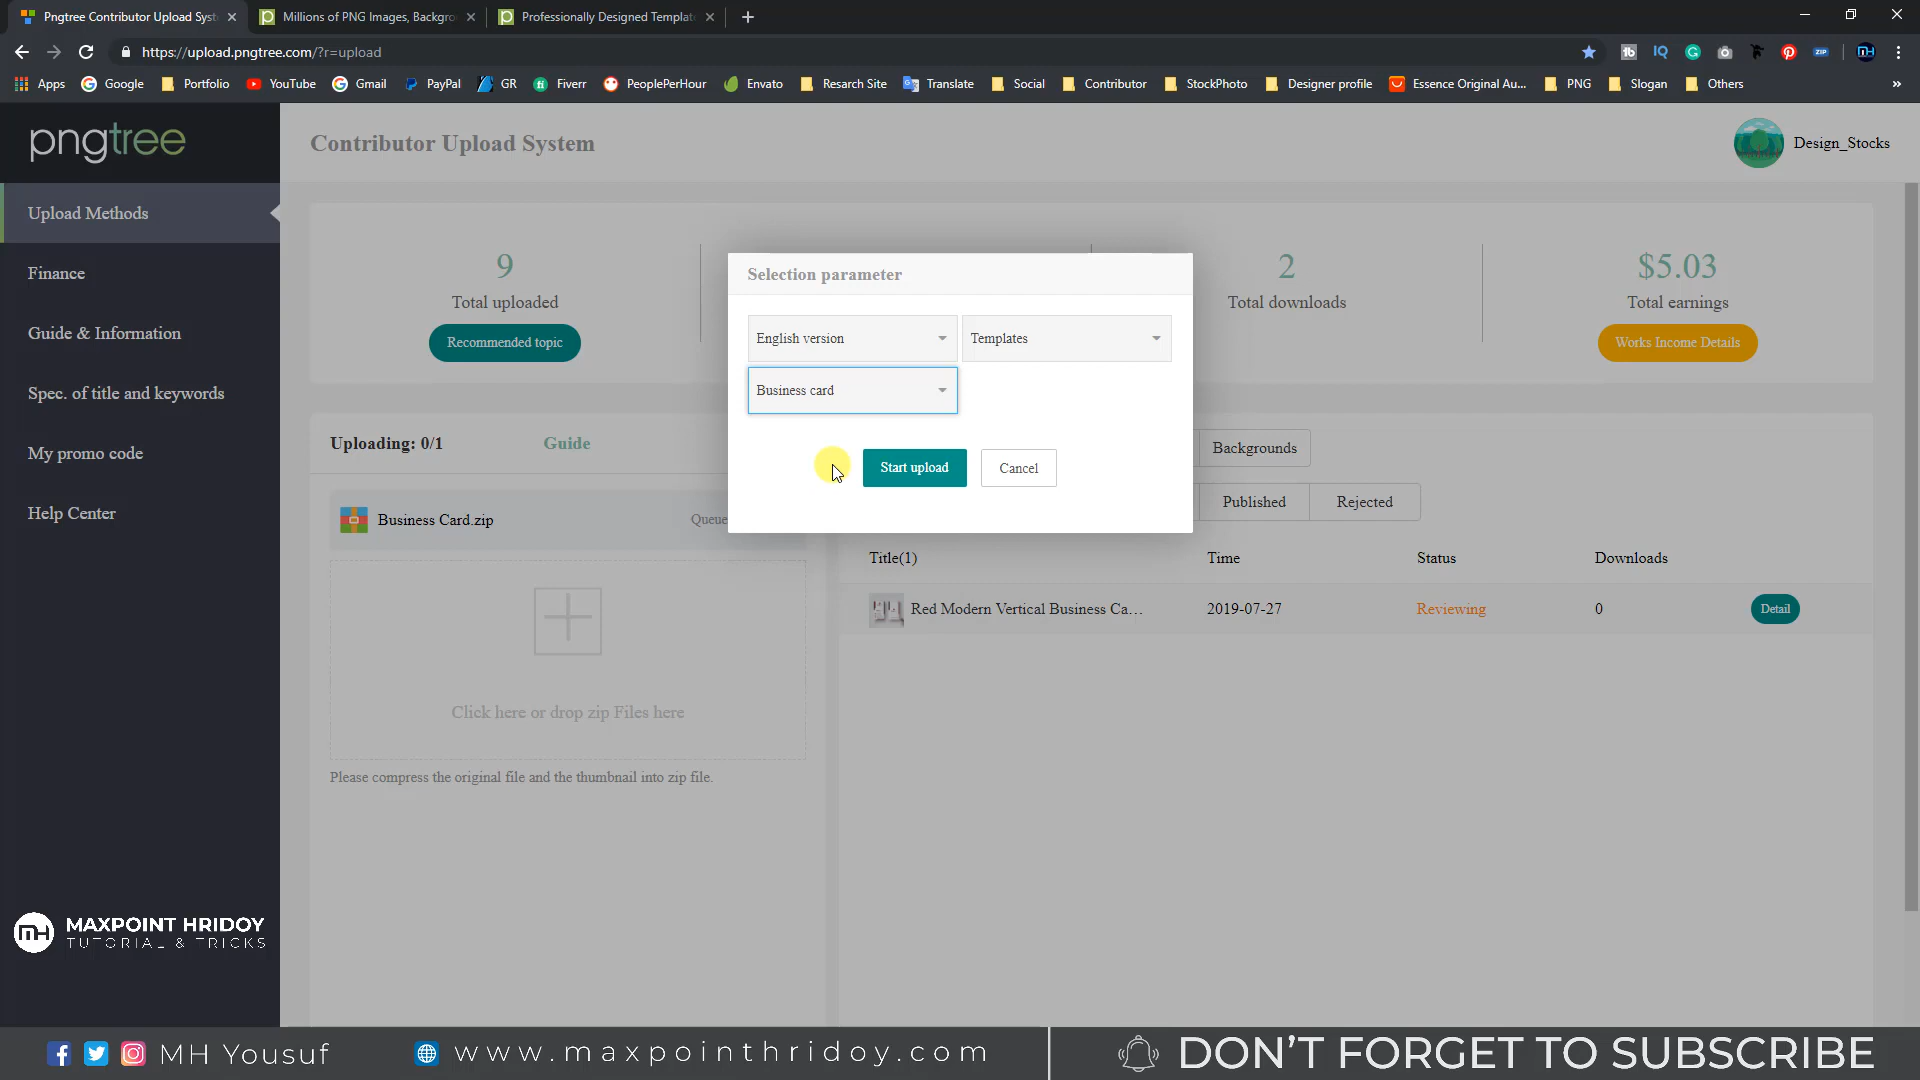 Pngtree Contributor Upload Syst
Millions of PNG Images, Backgro
Professionally Designed Templat
https://upload.pngtree.com/?r=upload
Apps
Google
Portfolio
YouTube
Gmail
PayPal
GR
Fiverr
PeoplePerHour
Envato
Resarch Site
Translate
Social
Contributor
StockPhoto
Designer profile
Essence Original Au...
PNG
Slogan
Others
»
pngtree
Contributor Upload System
Design_Stocks
Upload Methods
Finance
Guide & Information
Spec. of title and keywords
My promo code
Help Center
9
Total uploaded
Recommended topic
2
Total downloads
$5.03
Total earnings
Works Income Details
Selection parameter
English version
Templates
Business card
Start upload
Cancel
Uploading: 0/1
Guide
Business Card.zip
Queue
Click here or drop zip Files here
Please compress the original file and the thumbnail into zip file.
Backgrounds
Published
Rejected
Title(1)
Time
Status
Downloads
Red Modern Vertical Business Ca...
2019-07-27
Reviewing
0
Detail
MH
MAXPOINT HRIDOY
TUTORIAL & TRICKS
MH Yousuf
www.maxpointhridoy.com
DON'T FORGET TO SUBSCRIBE